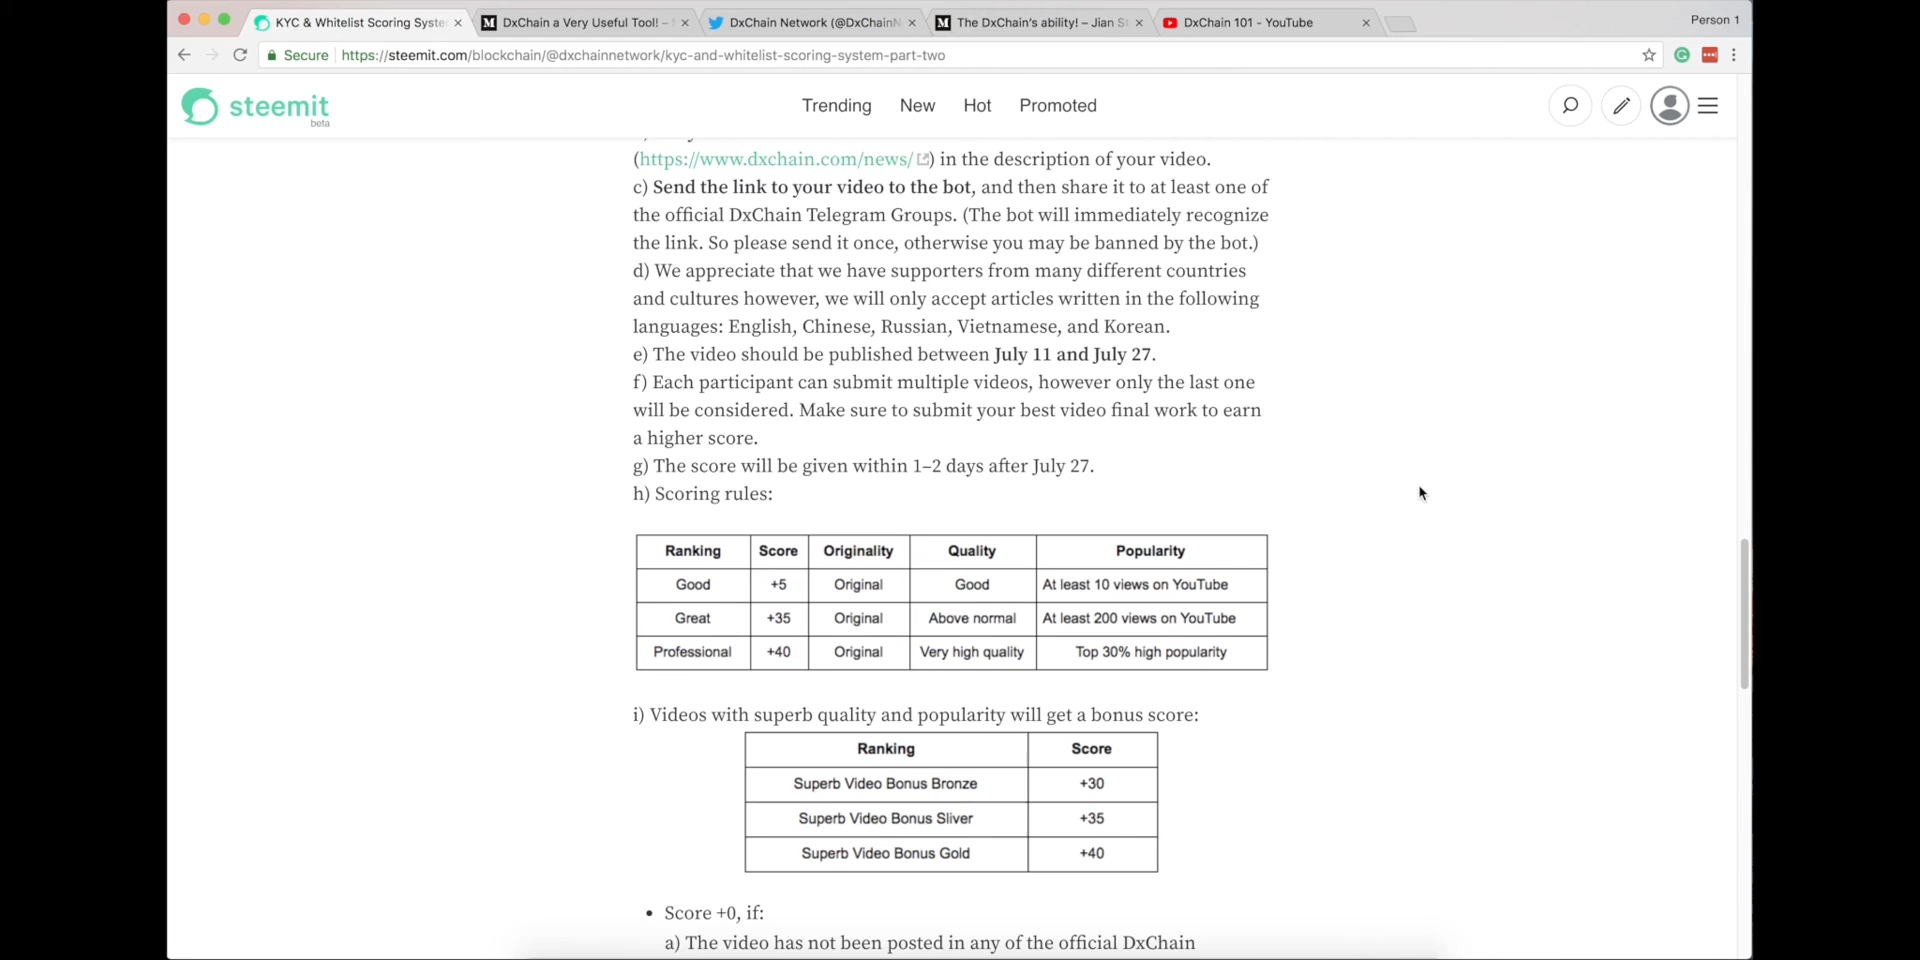 KYC & Whitelist Scoring Syste
DxChain a Very Useful Tool! –
DxChain Network (@DxChainN
The DxChain's ability! – Jian St
DxChain 101 - YouTube
Person 1
Secure
https://steemit.com/blockchain/@dxchainnetwork/kyc-and-whitelist-scoring-system-part-two
steemit
beta
Trending New Hot Promoted
(https://www.dxchain.com/news/) in the description of your video.
c) Send the link to your video to the bot, and then share it to at least one of
the official DxChain Telegram Groups. (The bot will immediately recognize
the link. So please send it once, otherwise you may be banned by the bot.)
d) We appreciate that we have supporters from many different countries
and cultures however, we will only accept articles written in the following
languages: English, Chinese, Russian, Vietnamese, and Korean.
e) The video should be published between July 11 and July 27.
f) Each participant can submit multiple videos, however only the last one
will be considered. Make sure to submit your best video final work to earn
a higher score.
g) The score will be given within 1–2 days after July 27.
h) Scoring rules:
Ranking Score Originality Quality Popularity
Good +5 Original Good At least 10 views on YouTube
Great +35 Original Above normal At least 200 views on YouTube
Professional +40 Original Very high quality Top 30% high popularity
i) Videos with superb quality and popularity will get a bonus score:
Ranking Score
Superb Video Bonus Bronze +30
Superb Video Bonus Sliver +35
Superb Video Bonus Gold +40
• Score +0, if:
a) The video has not been posted in any of the official DxChain